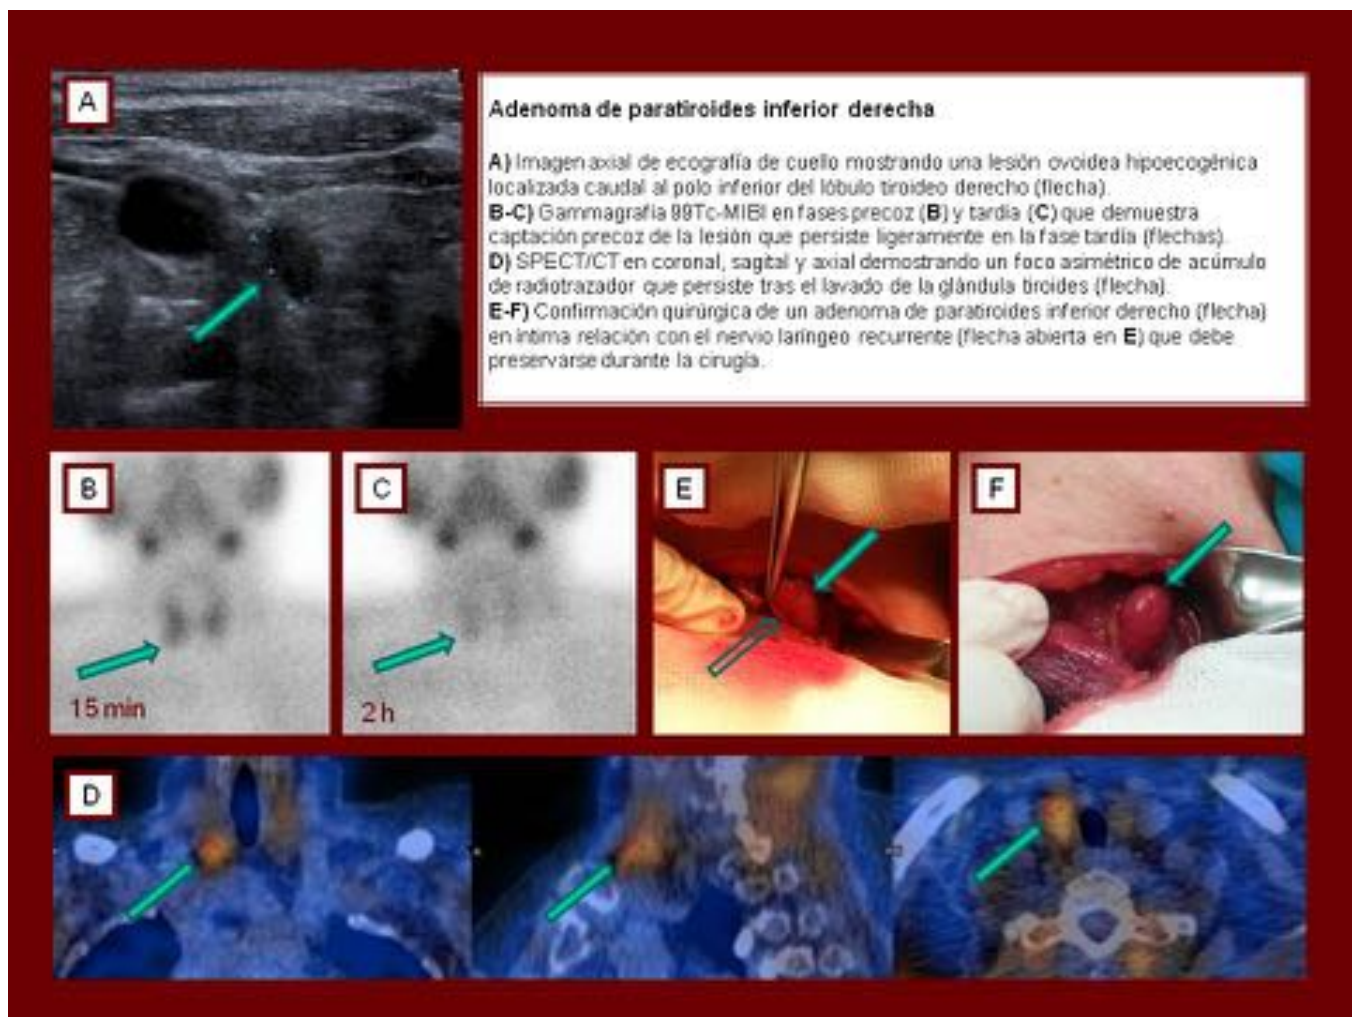 A
Adenoma de paratiroides inferior derecha
A) Imagen axial de ecografía de cuello mostrando una lesión ovoidea hipoecogénica
localizada caudal al polo inferior del lóbulo tiroideo derecho (flecha).
B-C) Gammagrafía 99Tc-MIBI en fases precoz (B) y tardía (C) que demuestra
captación precoz de la lesión que persiste ligeramente en la fase tardía (flechas).
D) SPECT/CT en coronal, sagital y axial demostrando un foco asimétrico de acúmulo
de radiotrazador que persiste tras el lavado de la glándula tiroides (flecha).
E-F) Confirmación quirúrgica de un adenoma de paratiroides inferior derecho (flecha)
en íntima relación con el nervio laríngeo recurrente (flecha abierta en E) que debe
preservarse durante la cirugía.
B
C
E
F
15 min
2 h
D